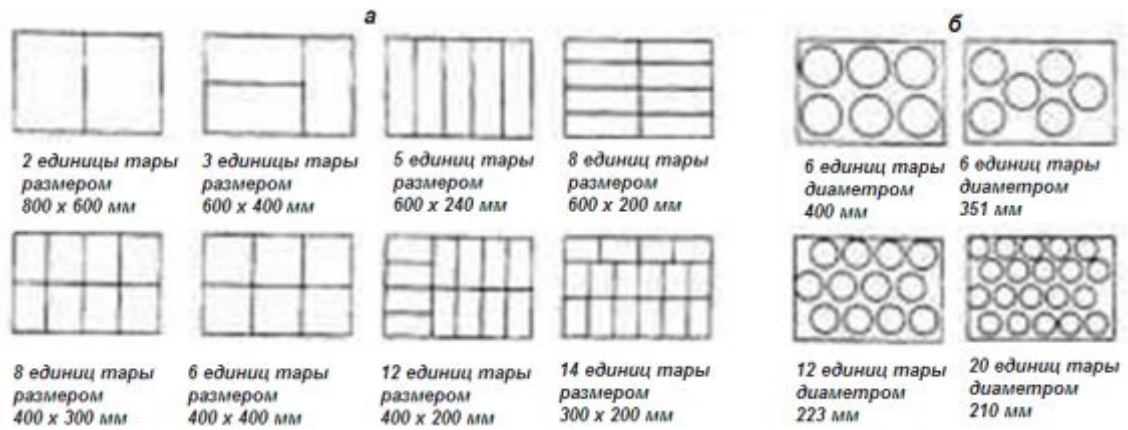 а
б
2 единицы тары
размером
800 x 600 мм
3 единицы тары
размером
600 x 400 мм
5 единиц тары
размером
600 x 240 мм
8 единиц тары
размером
600 x 200 мм
6 единиц тары
диаметром
400 мм
6 единиц тары
диаметром
351 мм
8 единиц тары
размером
400 x 300 мм
6 единиц тары
размером
400 x 400 мм
12 единиц тары
размером
400 x 200 мм
14 единиц тары
размером
300 x 200 мм
12 единиц тары
диаметром
223 мм
20 единиц тары
диаметром
210 мм